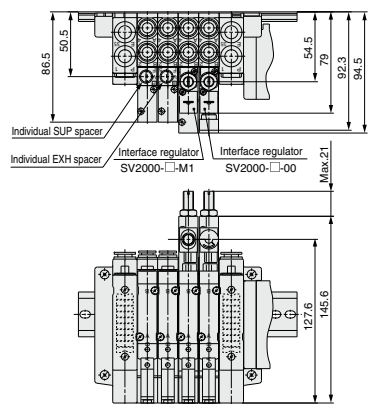 86.5
50.5
54.5
79
92.3
94.5
Individual SUP spacer
Individual EXH spacer
Interface regulator
SV2000-□-M1
Interface regulator
SV2000-□-00
Max.21
127.6
145.6